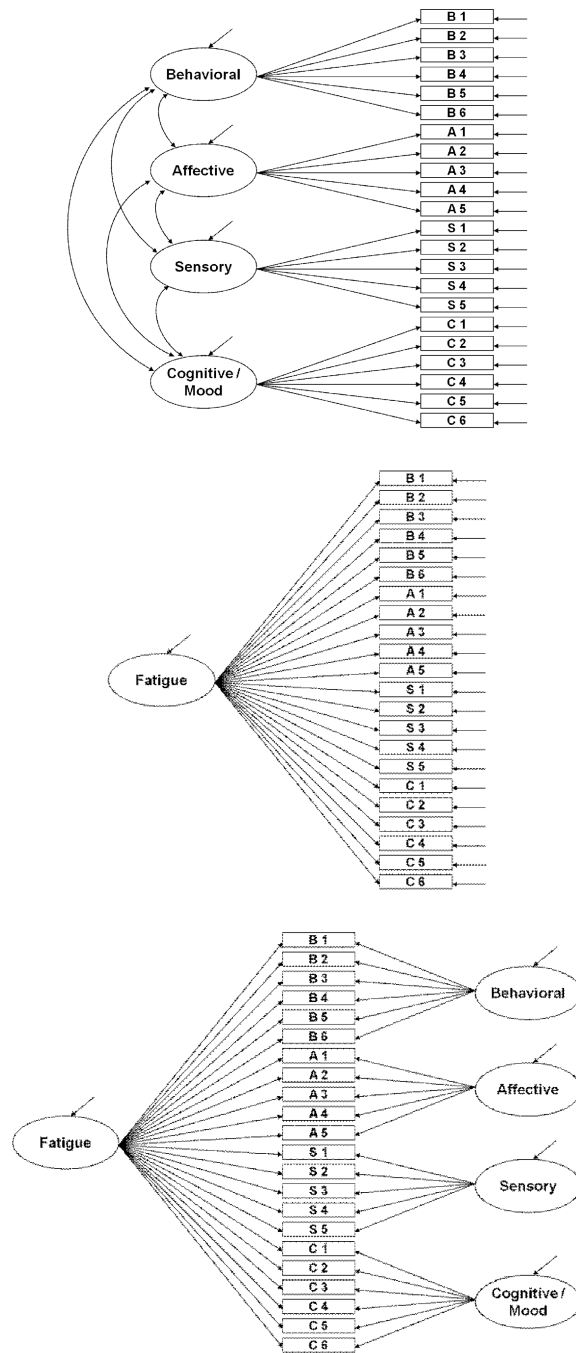 B 1
B 2
B 3
B 4
B 5
B 6
A 1
A 2
A 3
A 4
A 5
S 1
S 2
S 3
S 4
S 5
C 1
C 2
C 3
C 4
C 5
C 6
Behavioral
Affective
Sensory
Cognitive /
Mood
B 1
B 2
B 3
B 4
B 5
B 6
A 1
A 2
A 3
A 4
A 5
S 1
S 2
S 3
S 4
S 5
C 1
C 2
C 3
C 4
C 5
C 6
Fatigue
B 1
B 2
B 3
B 4
B 5
B 6
A 1
A 2
A 3
A 4
A 5
S 1
S 2
S 3
S 4
S 5
C 1
C 2
C 3
C 4
C 5
C 6
Fatigue
Behavioral
Affective
Sensory
Cognitive /
Mood